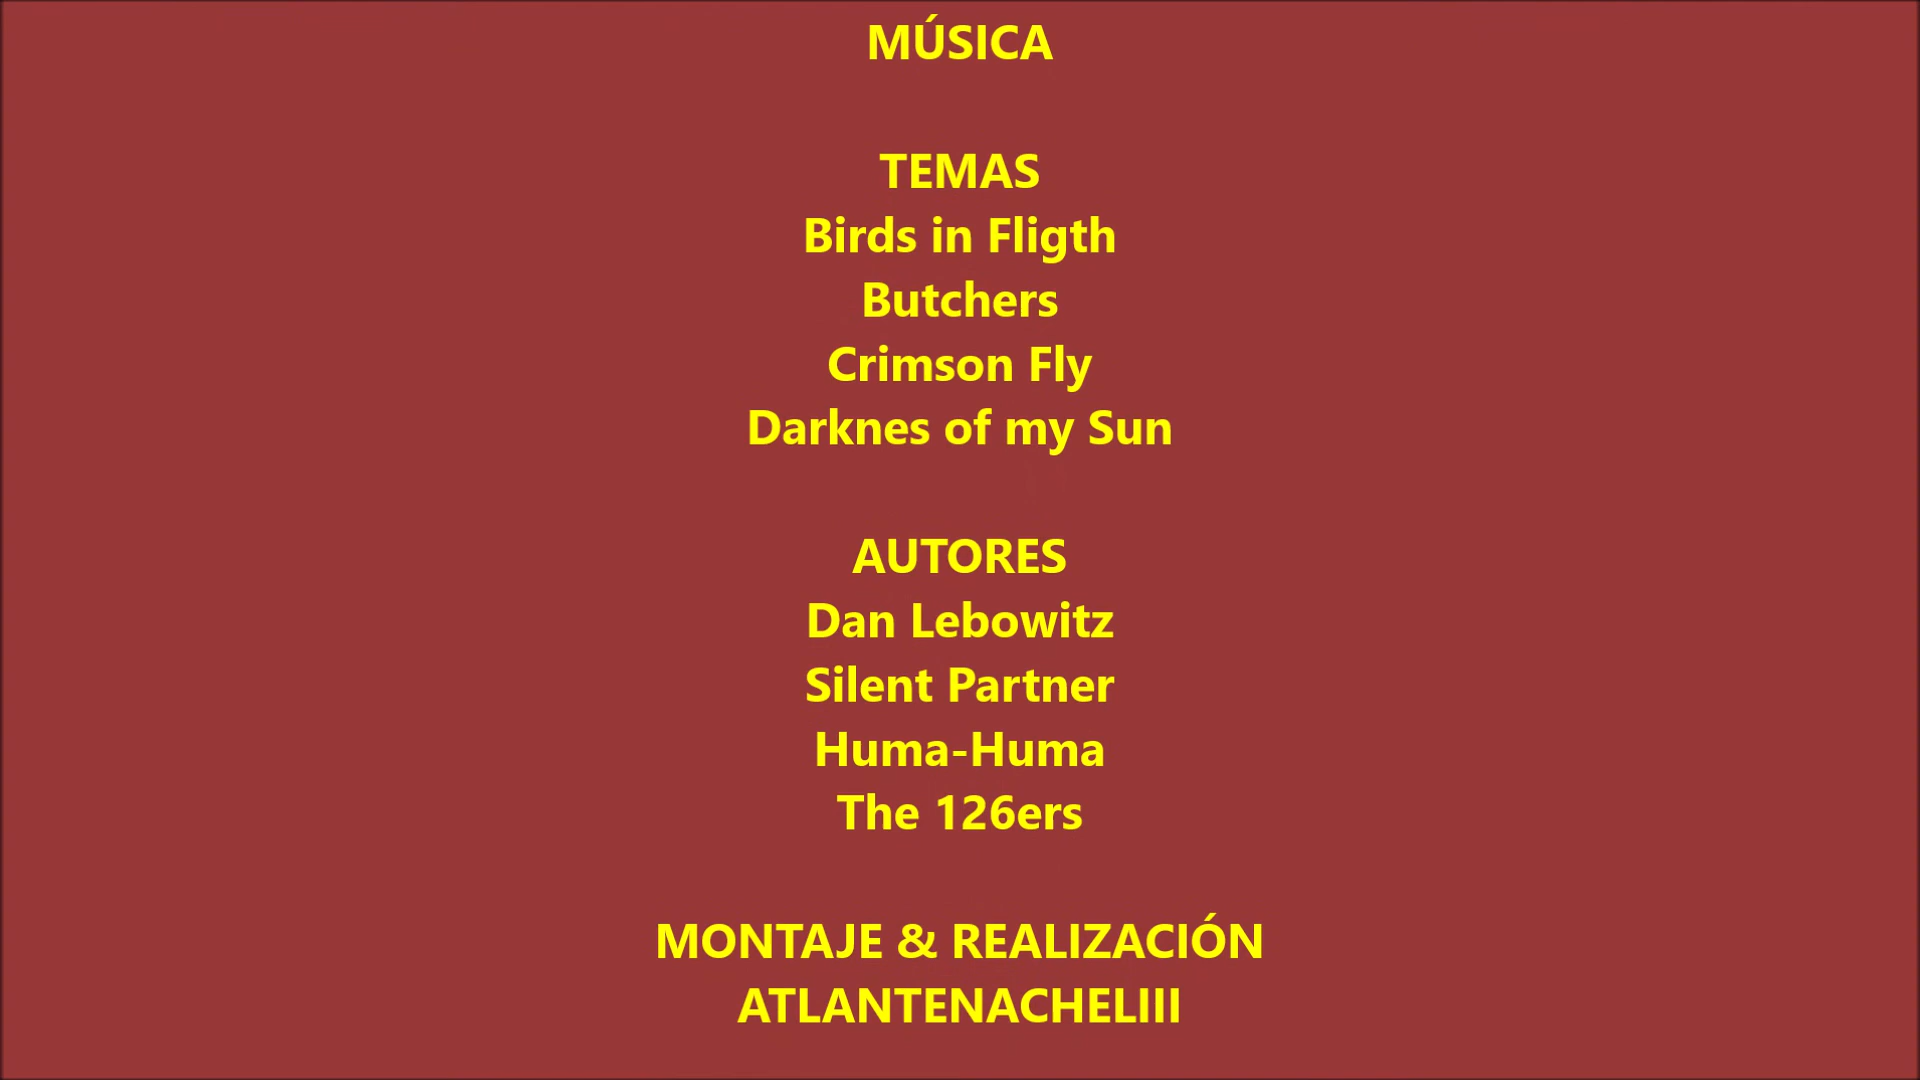 MÚSICA
TEMAS
Birds in Fligth
Butchers
Crimson Fly
Darknes of my Sun
AUTORES
Dan Lebowitz
Silent Partner
Huma-Huma
The 126ers
MONTAJE & REALIZACIÓN
ATLANTENACHELIII